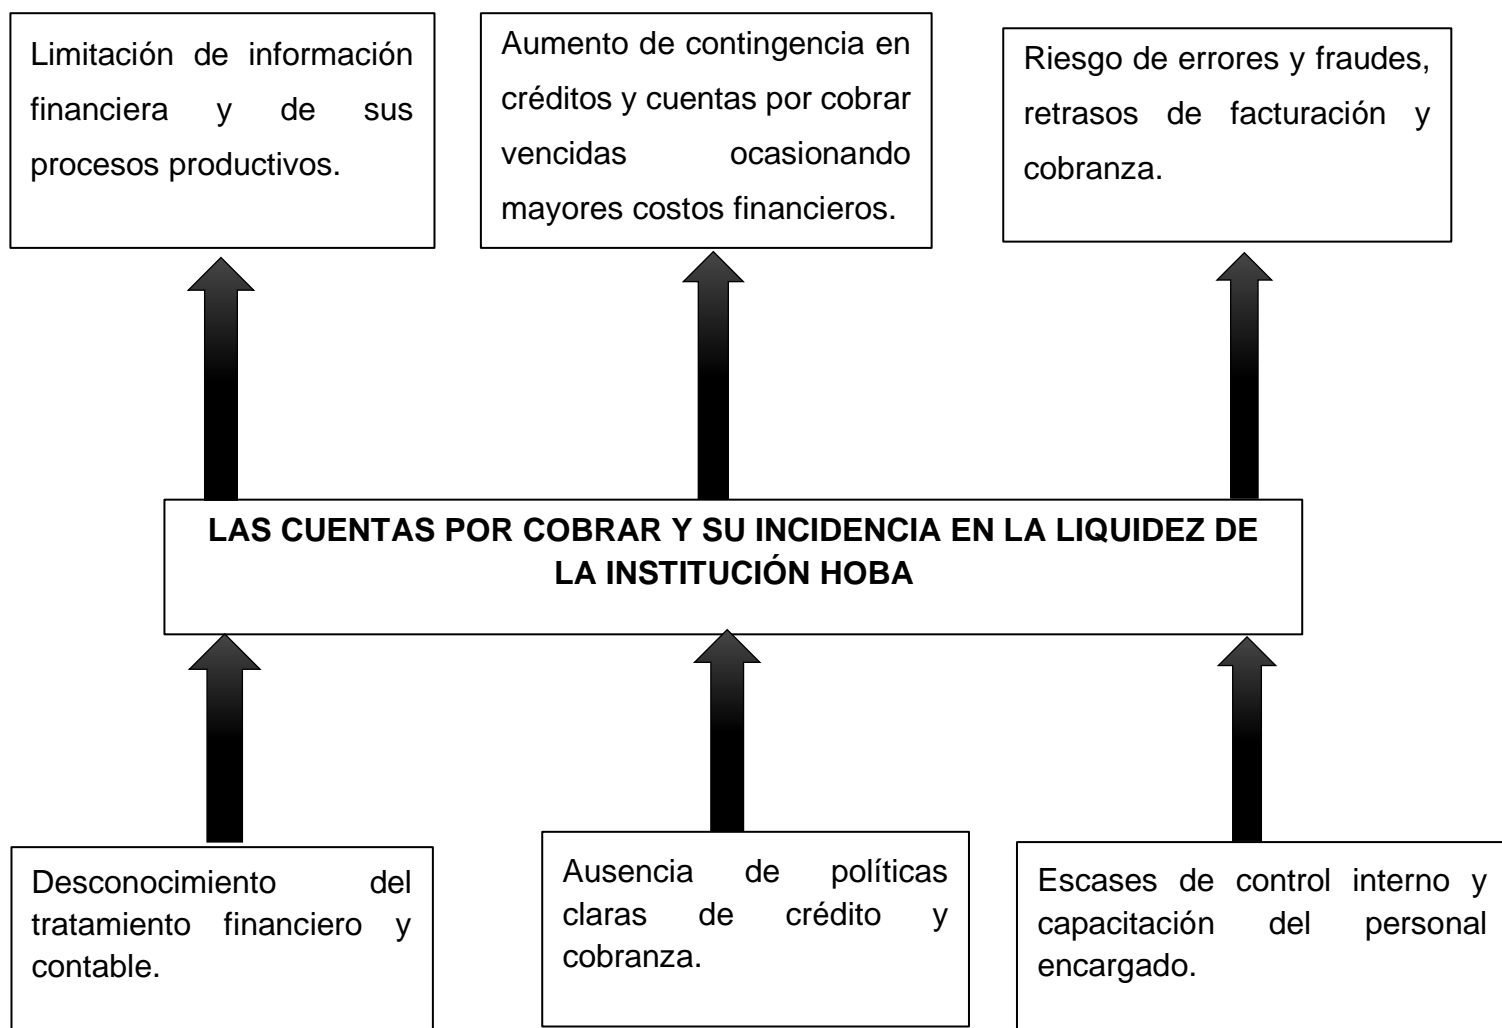 Limitación de información
financiera y de sus
procesos productivos.
Aumento de contingencia en
créditos y cuentas por cobrar
vencidas ocasionando
mayores costos financieros.
Riesgo de errores y fraudes,
retrasos de facturación y
cobranza.
LAS CUENTAS POR COBRAR Y SU INCIDENCIA EN LA LIQUIDEZ DE
LA INSTITUCIÓN HOBA
Desconocimiento del
tratamiento financiero y
contable.
Ausencia de políticas
claras de crédito y
cobranza.
Escases de control interno y
capacitación del personal
encargado.